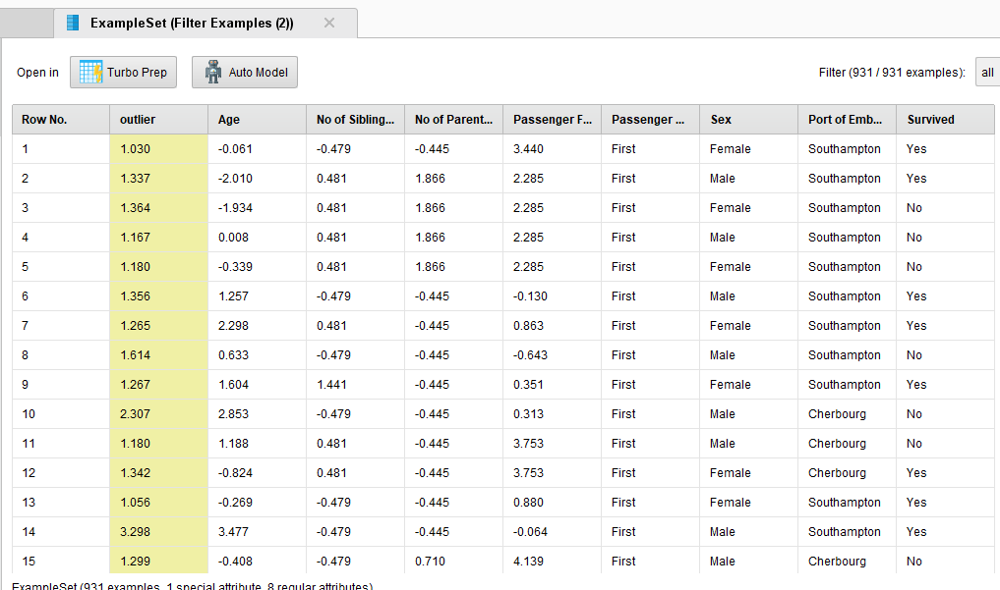 ExampleSet (Filter Examples (2))
Open in Turbo Prep Auto Model Filter (931 / 931 examples): all
Row No. outlier Age No of Sibling... No of Parent... Passenger F... Passenger ... Sex Port of Emb... Survived
1 1.030 -0.061 -0.479 -0.445 3.440 First Female Southampton Yes
2 1.337 -2.010 0.481 1.866 2.285 First Male Southampton Yes
3 1.364 -1.934 0.481 1.866 2.285 First Female Southampton No
4 1.167 0.008 0.481 1.866 2.285 First Male Southampton No
5 1.180 -0.339 0.481 1.866 2.285 First Female Southampton No
6 1.356 1.257 -0.479 -0.445 -0.130 First Male Southampton Yes
7 1.265 2.298 0.481 -0.445 0.863 First Female Southampton Yes
8 1.614 0.633 -0.479 -0.445 -0.643 First Male Southampton No
9 1.267 1.604 1.441 -0.445 0.351 First Female Southampton Yes
10 2.307 2.853 -0.479 -0.445 0.313 First Male Cherbourg No
11 1.180 1.188 0.481 -0.445 3.753 First Male Cherbourg No
12 1.342 -0.824 0.481 -0.445 3.753 First Female Cherbourg Yes
13 1.056 -0.269 -0.479 -0.445 0.880 First Female Southampton Yes
14 3.298 3.477 -0.479 -0.445 -0.064 First Male Southampton Yes
15 1.299 -0.408 -0.479 0.710 4.139 First Male Cherbourg No
ExampleSet (931 examples, 1 special attribute, 8 regular attributes)